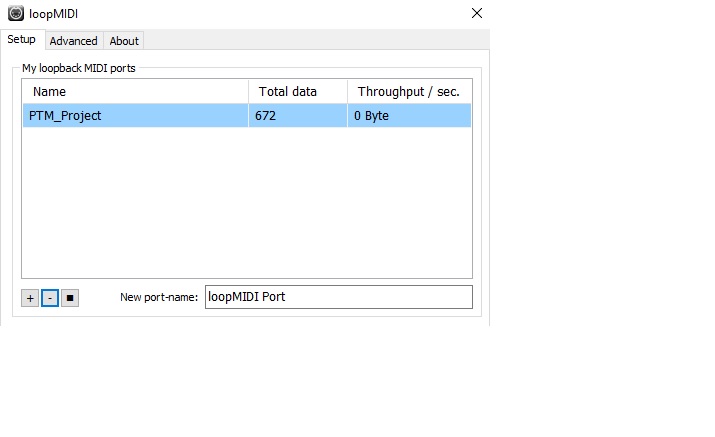 loopMIDI
Setup Advanced About
My loopback MIDI ports
Name Total data Throughput / sec.
PTM_Project 672 0 Byte
+ - ■ New port-name: loopMIDI Port